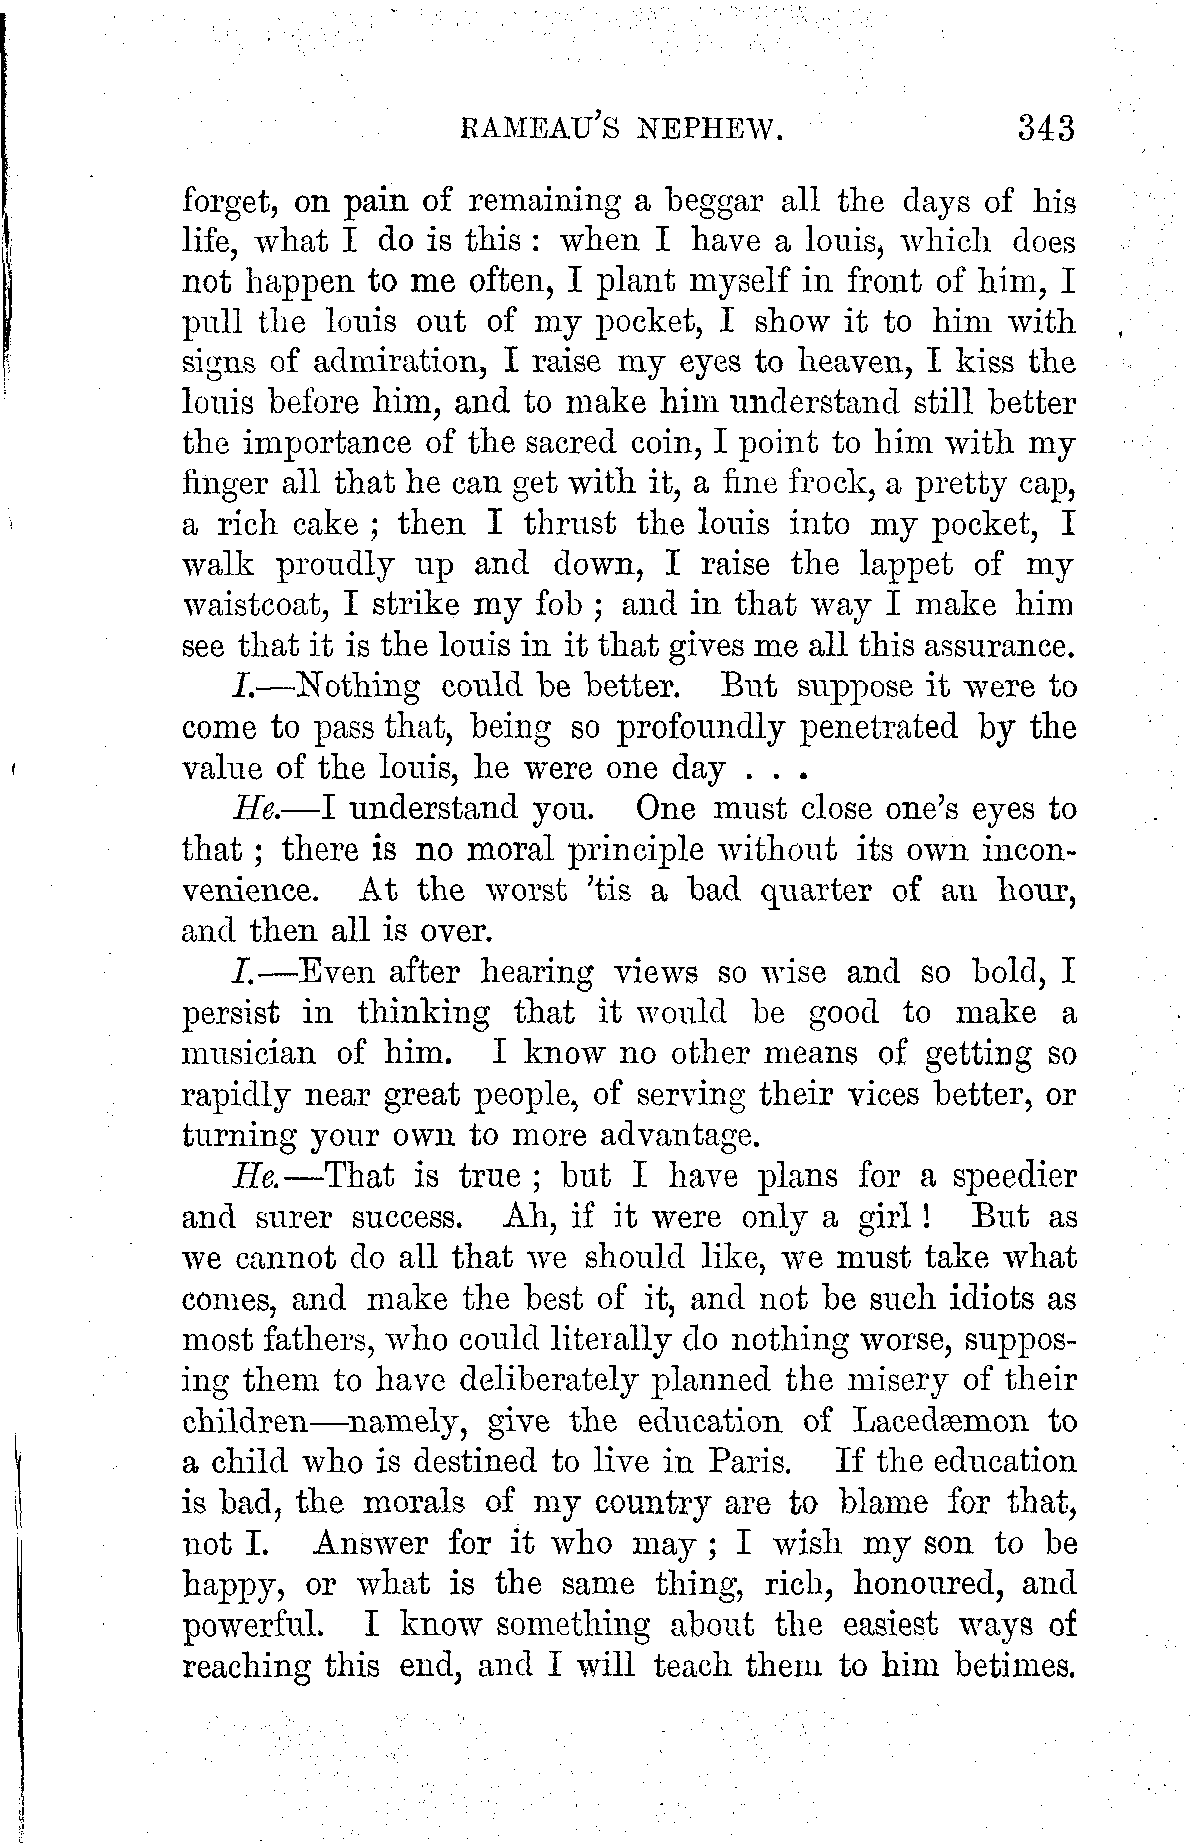 RAMEAU'S NEPHEW. 343
forget, on pain of remaining a beggar all the days of his
life, what I do is this : when I have a louis, which does
not happen to me often, I plant myself in front of him, I
pull the louis out of my pocket, I show it to him with
signs of admiration, I raise my eyes to heaven, I kiss the
louis before him, and to make him understand still better
the importance of the sacred coin, I point to him with my
finger all that he can get with it, a fine frock, a pretty cap,
a rich cake ; then I thrust the louis into my pocket, I
walk proudly up and down, I raise the lappet of my
waistcoat, I strike my fob ; and in that way I make him
see that it is the louis in it that gives me all this assurance.
I.—Nothing could be better. But suppose it were to
come to pass that, being so profoundly penetrated by the
value of the louis, he were one day . . .
He.—I understand you. One must close one's eyes to
that ; there is no moral principle without its own incon-
venience. At the worst 'tis a bad quarter of an hour,
and then all is over.
I.—Even after hearing views so wise and so bold, I
persist in thinking that it would be good to make a
musician of him. I know no other means of getting so
rapidly near great people, of serving their vices better, or
turning your own to more advantage.
He.—That is true ; but I have plans for a speedier
and surer success. Ah, if it were only a girl ! But as
we cannot do all that we should like, we must take what
comes, and make the best of it, and not be such idiots as
most fathers, who could literally do nothing worse, suppos-
ing them to have deliberately planned the misery of their
children—namely, give the education of Lacedæmon to
a child who is destined to live in Paris. If the education
is bad, the morals of my country are to blame for that,
not I. Answer for it who may ; I wish my son to be
happy, or what is the same thing, rich, honoured, and
powerful. I know something about the easiest ways of
reaching this end, and I will teach them to him betimes.